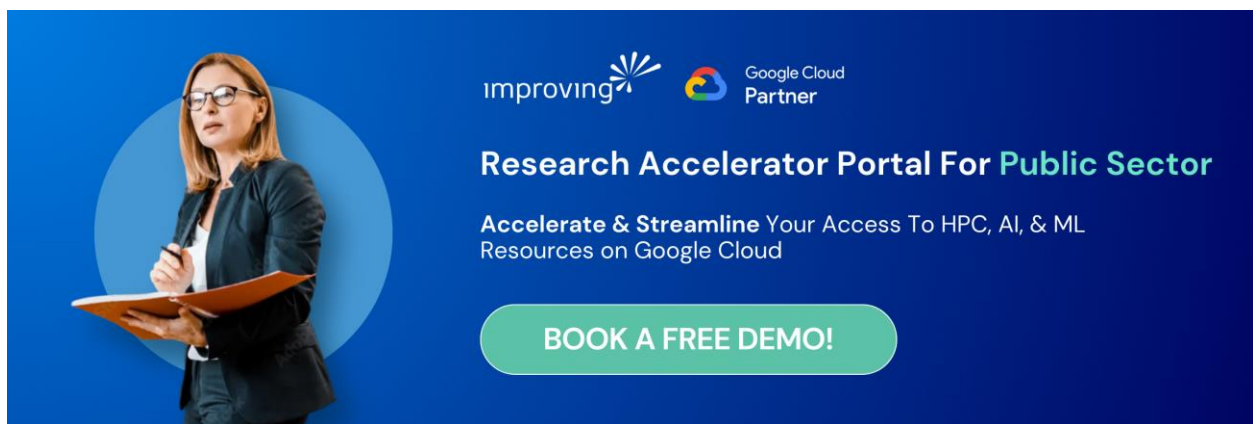 improving
Google Cloud
Partner
Research Accelerator Portal For Public Sector
Accelerate & Streamline Your Access To HPC, AI, & ML
Resources on Google Cloud
BOOK A FREE DEMO!